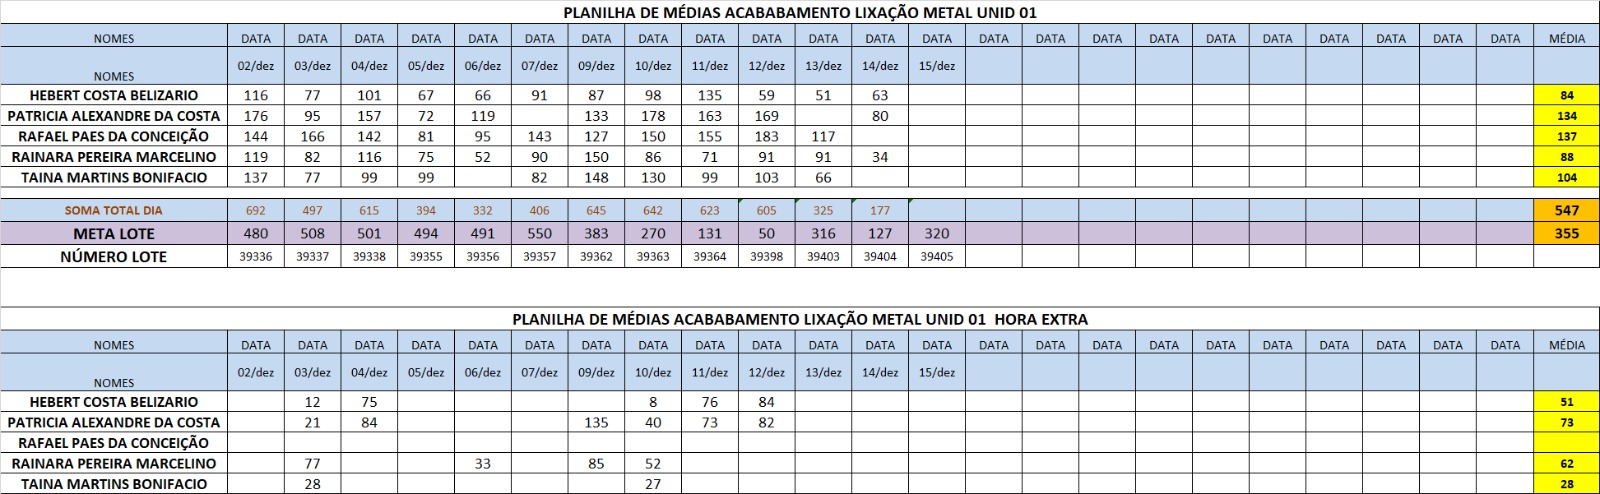 PLANILHA DE MÉDIAS ACABABAMENTO LIXAÇÃO METAL UNID 01
NOMES DATA DATA DATA DATA DATA DATA DATA DATA DATA DATA DATA DATA DATA DATA DATA DATA DATA DATA DATA DATA DATA DATA DATA MÉDIA
NOMES 02/dez 03/dez 04/dez 05/dez 06/dez 07/dez 09/dez 10/dez 11/dez 12/dez 13/dez 14/dez 15/dez
HEBERT COSTA BELIZARIO 116 77 101 67 66 91 87 98 135 59 51 63 84
PATRICIA ALEXANDRE DA COSTA 176 95 157 72 119 133 178 163 169 80 134
RAFAEL PAES DA CONCEIÇÃO 144 166 142 81 95 143 127 150 155 183 117 137
RAINARA PEREIRA MARCELINO 119 82 116 75 52 90 150 86 71 91 91 34 88
TAINA MARTINS BONIFACIO 137 77 99 99 82 148 130 99 103 66 104
SOMA TOTAL DIA 692 497 615 394 332 406 645 642 623 605 325 177 547
META LOTE 480 508 501 494 491 550 383 270 131 50 316 127 320 355
NÚMERO LOTE 39336 39337 39338 39355 39356 39357 39362 39363 39364 39398 39403 39404 39405
PLANILHA DE MÉDIAS ACABABAMENTO LIXAÇÃO METAL UNID 01 HORA EXTRA
NOMES DATA DATA DATA DATA DATA DATA DATA DATA DATA DATA DATA DATA DATA DATA DATA DATA DATA DATA DATA DATA DATA DATA DATA MÉDIA
NOMES 02/dez 03/dez 04/dez 05/dez 06/dez 07/dez 09/dez 10/dez 11/dez 12/dez 13/dez 14/dez 15/dez
HEBERT COSTA BELIZARIO 12 75 8 76 84 51
PATRICIA ALEXANDRE DA COSTA 21 84 135 40 73 82 73
RAFAEL PAES DA CONCEIÇÃO
RAINARA PEREIRA MARCELINO 77 33 85 52 62
TAINA MARTINS BONIFACIO 28 27 28